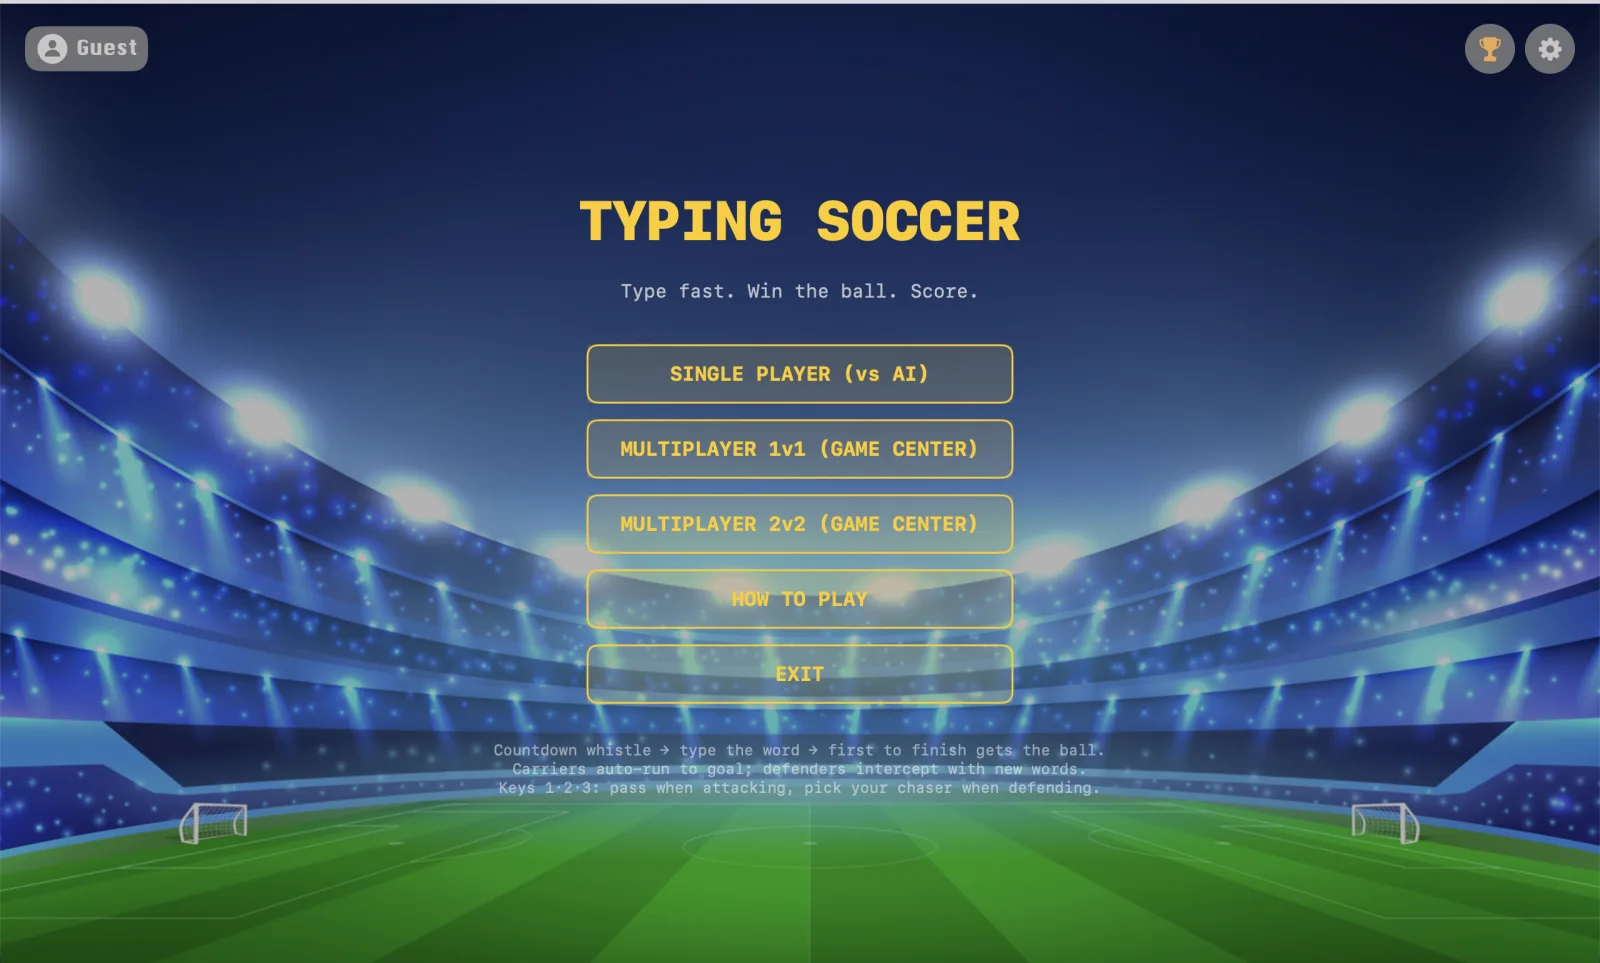 Guest
TYPING SOCCER
Type fast. Win the ball. Score.
SINGLE PLAYER (vs AI)
MULTIPLAYER 1v1 (GAME CENTER)
MULTIPLAYER 2v2 (GAME CENTER)
HOW TO PLAY
EXIT
Countdown whistle → type the word → first to finish gets the ball.
Carriers auto-run to goal; defenders intercept with new words.
Keys 1·2·3: pass when attacking, pick your chaser when defending.